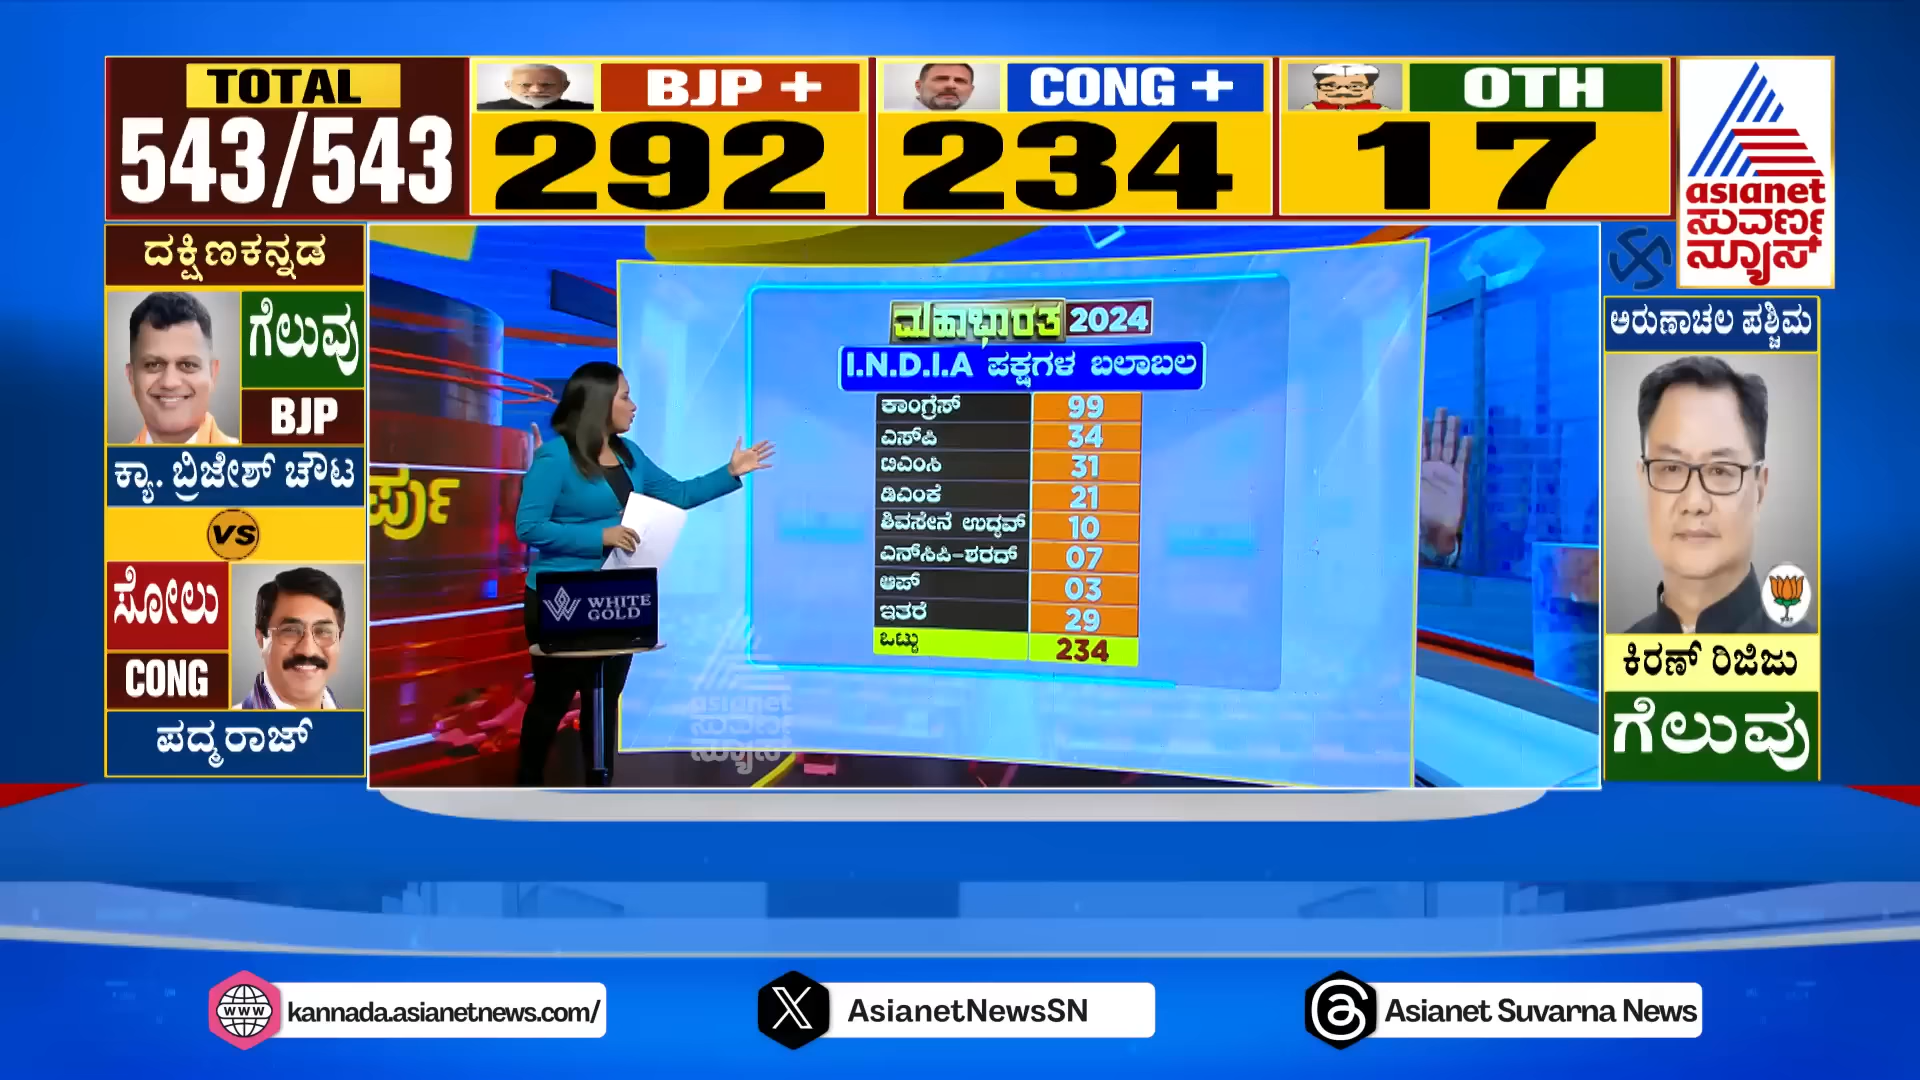 TOTAL
543/543
BJP +
292
CONG +
234
OTH
17
asianet
ಸುವರ್ಣ
ನ್ಯೂಸ್
ದಕ್ಷಿಣಕನ್ನಡ
ಗೆಲುವು
BJP
ಕ್ಯಾ. ಬ್ರಿಜೇಶ್ ಚೌಟ
VS
ಸೋಲು
CONG
ಪದ್ಮರಾಜ್
ಮಹಾಭಾರತ 2024
I.N.D.I.A ಪಕ್ಷಗಳ ಬಲಾಬಲ
ಕಾಂಗ್ರೆಸ್ 99
ಎಸ್‌ಪಿ 34
ಟಿಎಂಸಿ 31
ಡಿಎಂಕೆ 21
ಶಿವಸೇನೆ ಉದ್ಧವ್ 10
ಎನ್‌ಸಿಪಿ-ಶರದ್ 07
ಆಪ್ 03
ಇತರೆ 29
ಒಟ್ಟು 234
WHITE
GOLD
asianet
ಸುವರ್ಣ
ನ್ಯೂಸ್
ಅರುಣಾಚಲ ಪಶ್ಚಿಮ
ಕಿರಣ್ ರಿಜಿಜು
ಗೆಲುವು
www
kannada.asianetnews.com/
AsianetNewsSN
Asianet Suvarna News